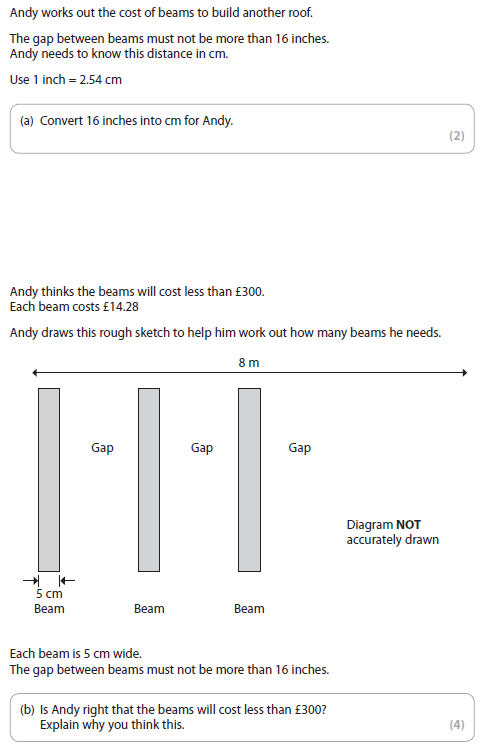 Andy works out the cost of beams to build another roof.
The gap between beams must not be more than 16 inches.
Andy needs to know this distance in cm.
Use 1 inch = 2.54 cm
(a) Convert 16 inches into cm for Andy.
(2)
Andy thinks the beams will cost less than £300.
Each beam costs £14.28
Andy draws this rough sketch to help him work out how many beams he needs.
8 m
Gap Gap Gap
Diagram NOT
accurately drawn
5 cm
Beam Beam Beam
Each beam is 5 cm wide.
The gap between beams must not be more than 16 inches.
(b) Is Andy right that the beams will cost less than £300?
Explain why you think this.
(4)